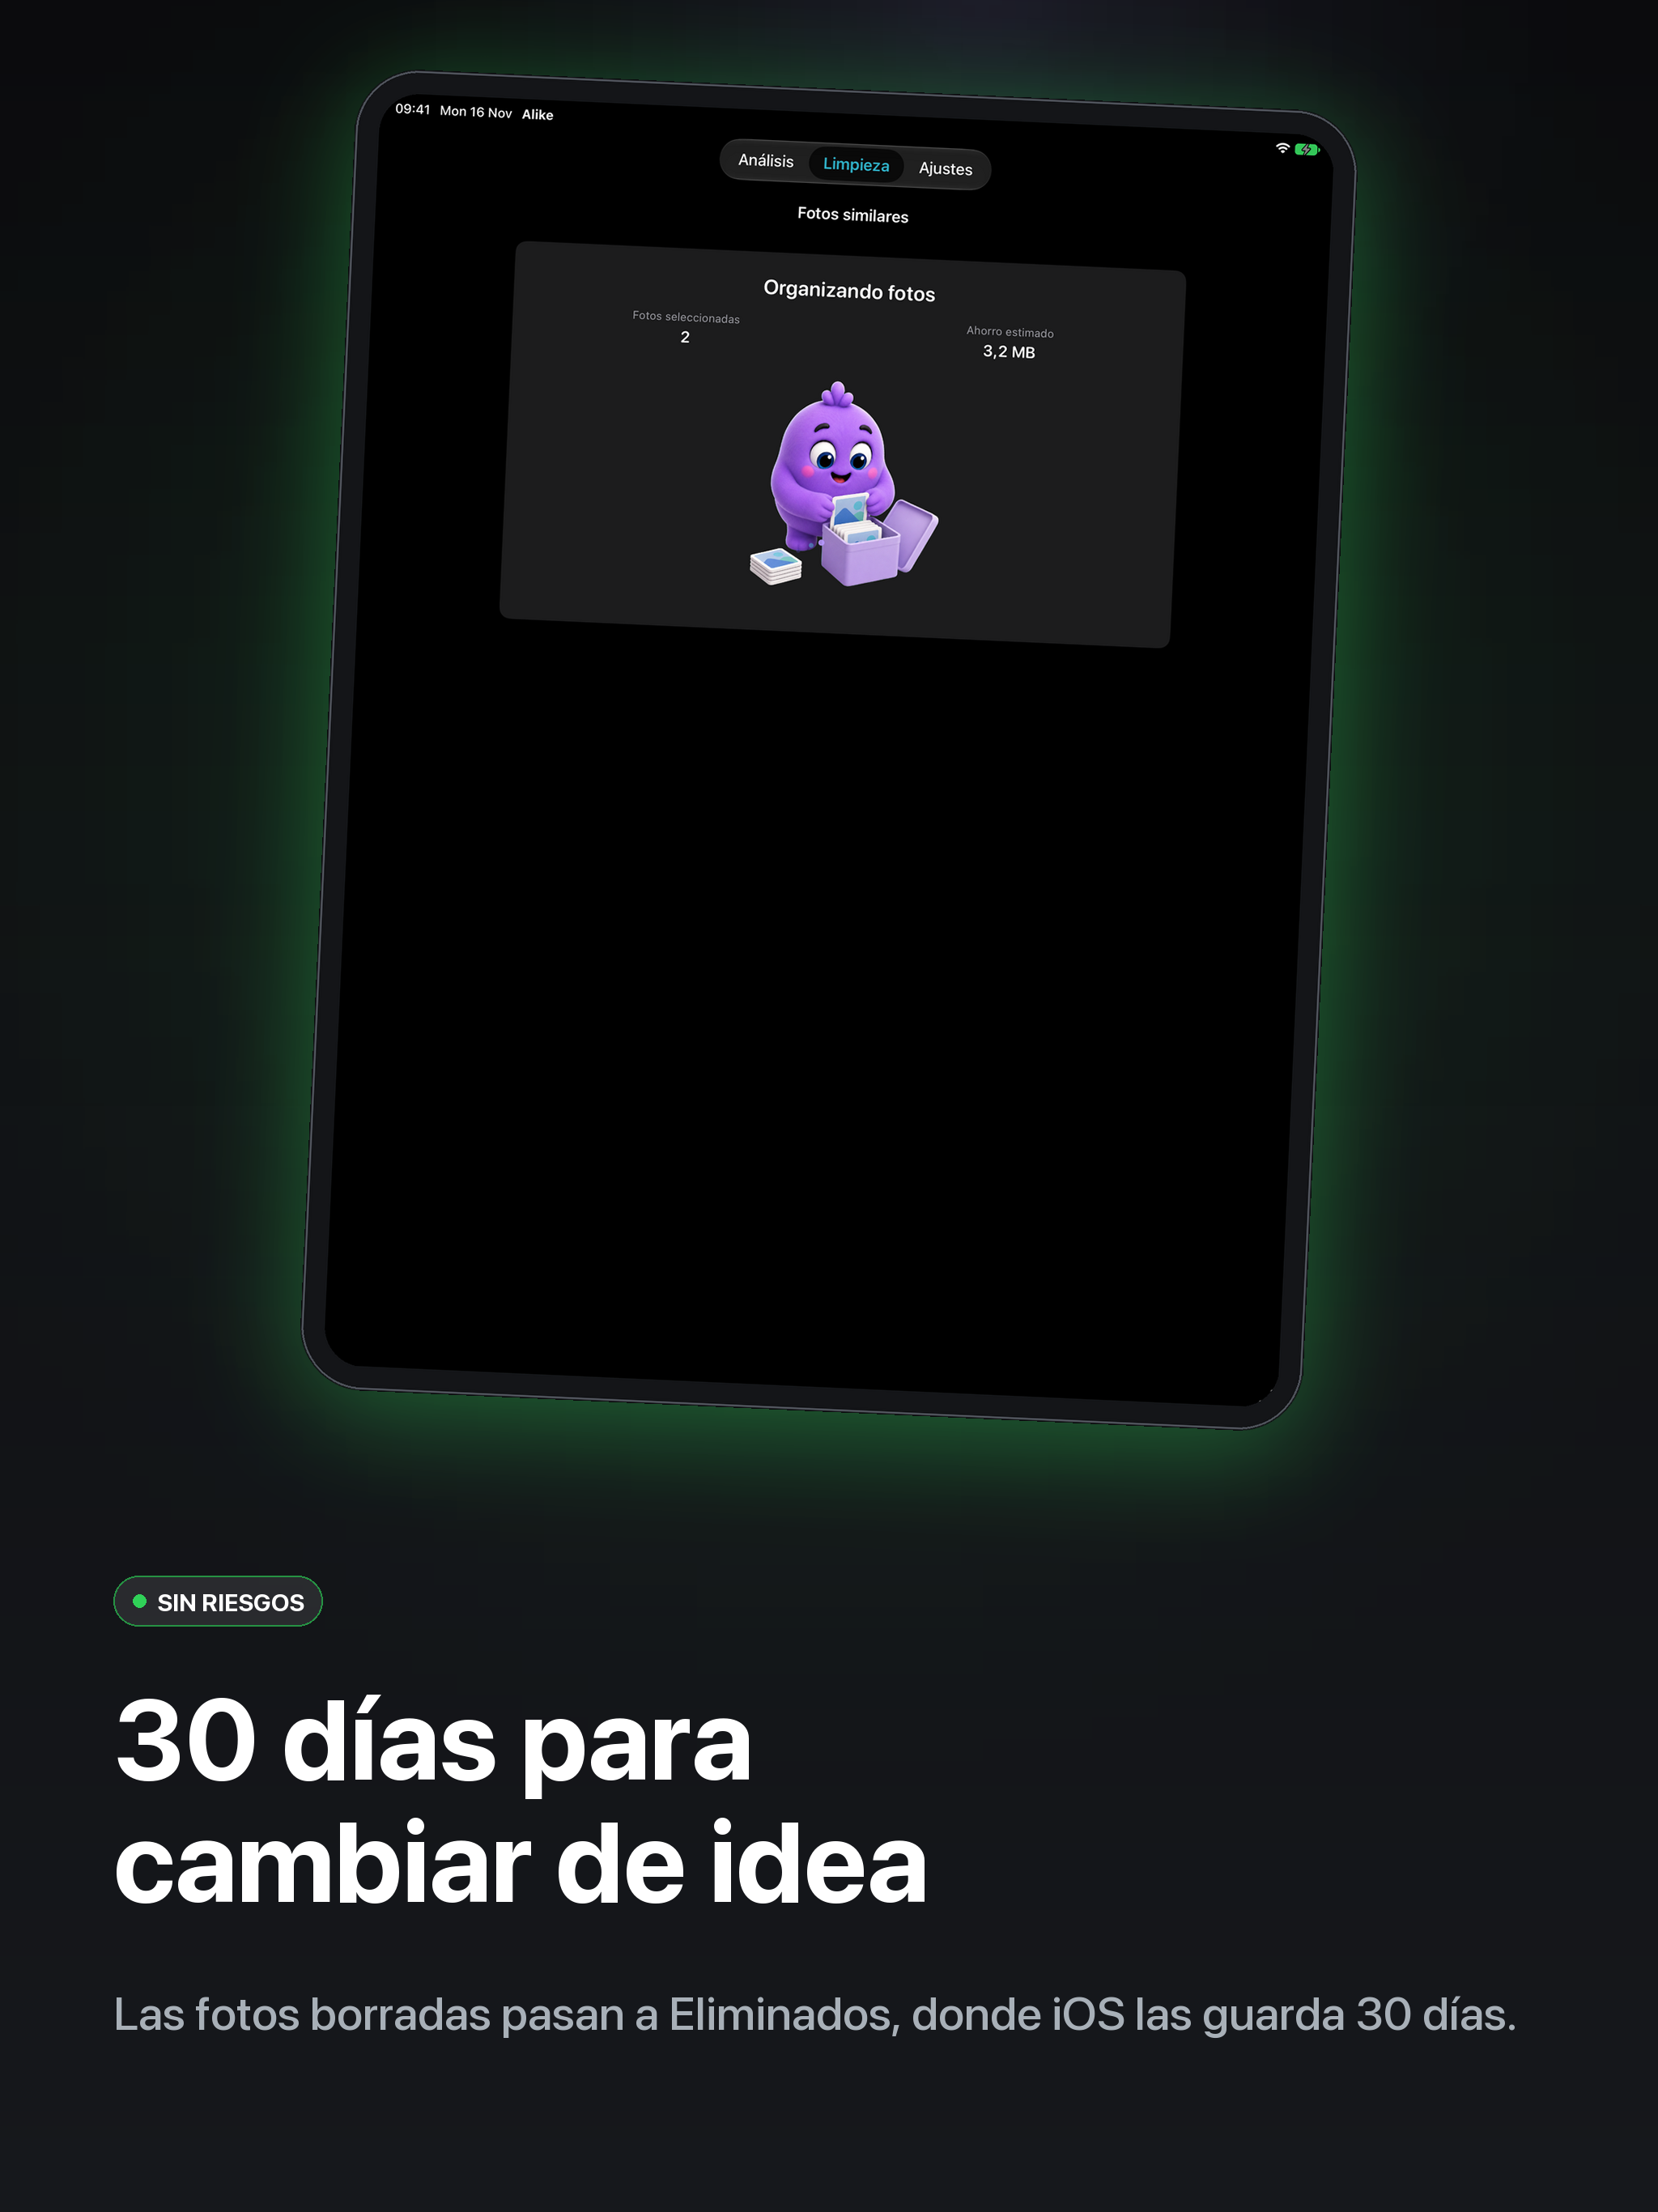 09:41 Mon 16 Nov Alike
Análisis Limpieza Ajustes
Fotos similares
Organizando fotos
Fotos seleccionadas
2
Ahorro estimado
3,2 MB
SIN RIESGOS
30 días para
cambiar de idea
Las fotos borradas pasan a Eliminados, donde iOS las guarda 30 días.